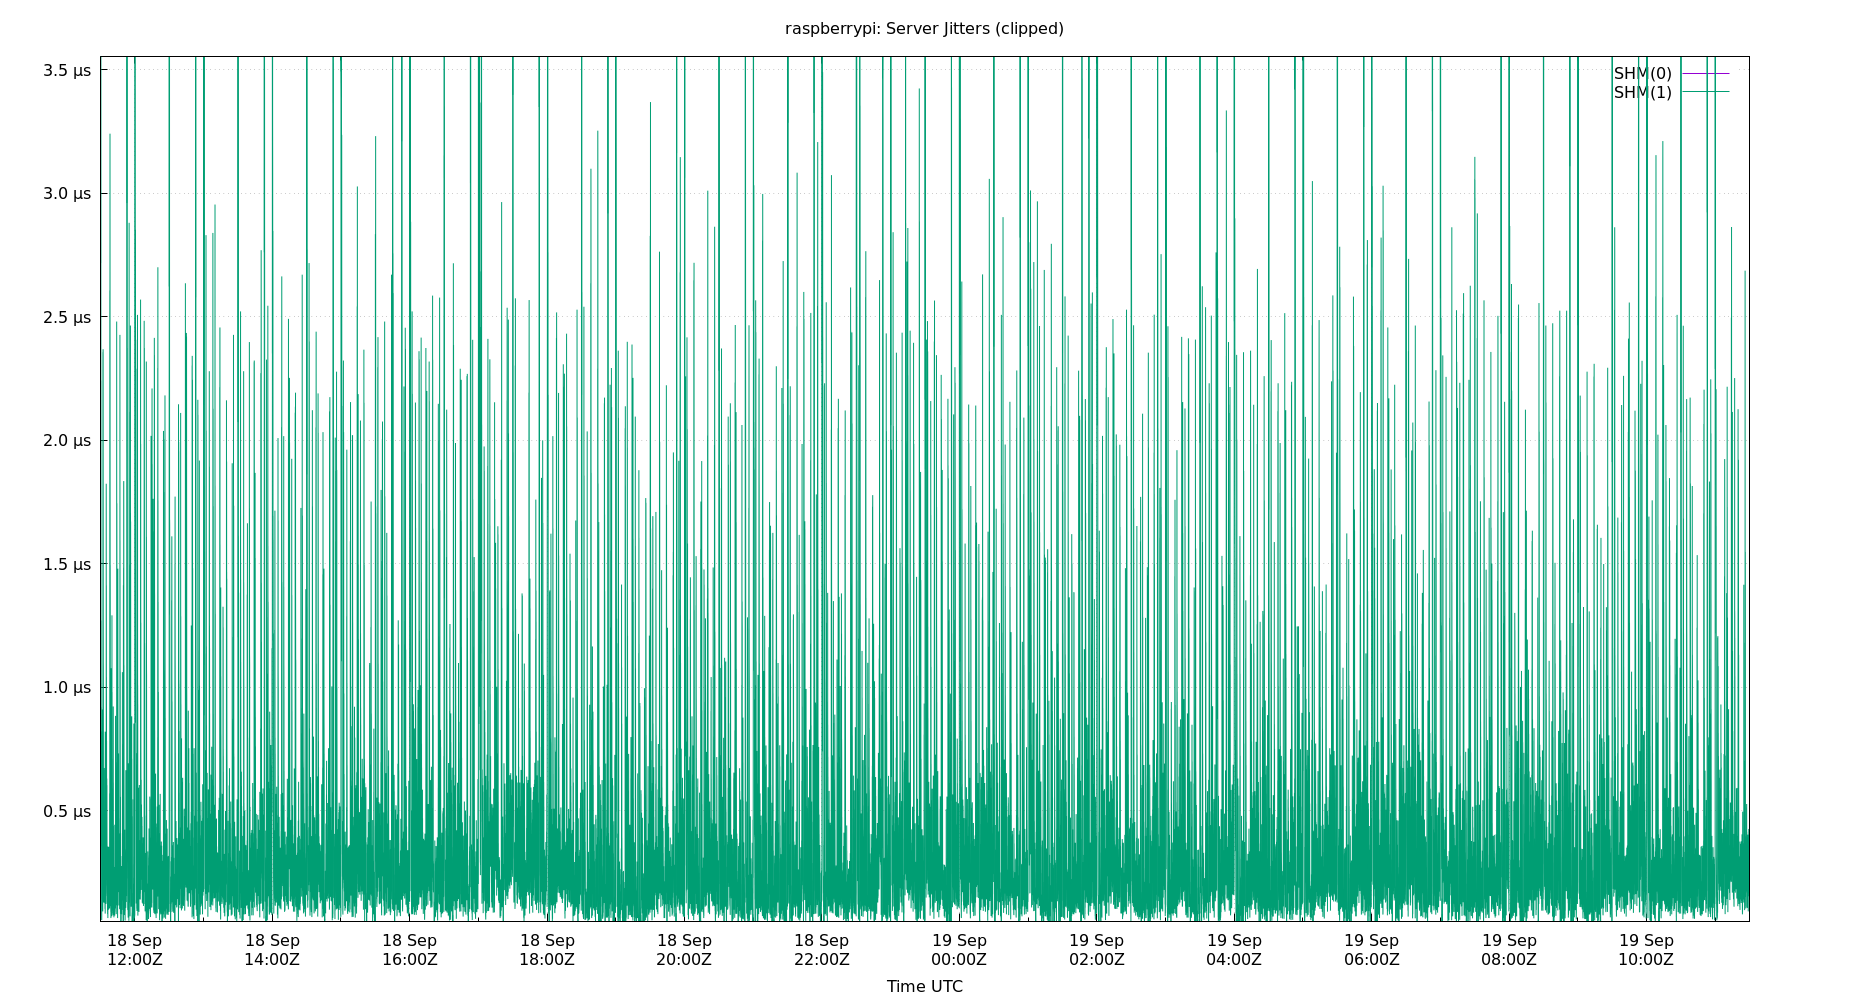 raspberrypi: Server Jitters (clipped)
3.5 μs
3.0 μs
2.5 μs
2.0 μs
1.5 μs
1.0 μs
0.5 μs
SHM(0)
SHM(1)
18 Sep 18 Sep 18 Sep 18 Sep 18 Sep 18 Sep 19 Sep 19 Sep 19 Sep 19 Sep 19 Sep 19 Sep
12:00Z 14:00Z 16:00Z 18:00Z 20:00Z 22:00Z 00:00Z 02:00Z 04:00Z 06:00Z 08:00Z 10:00Z
Time UTC